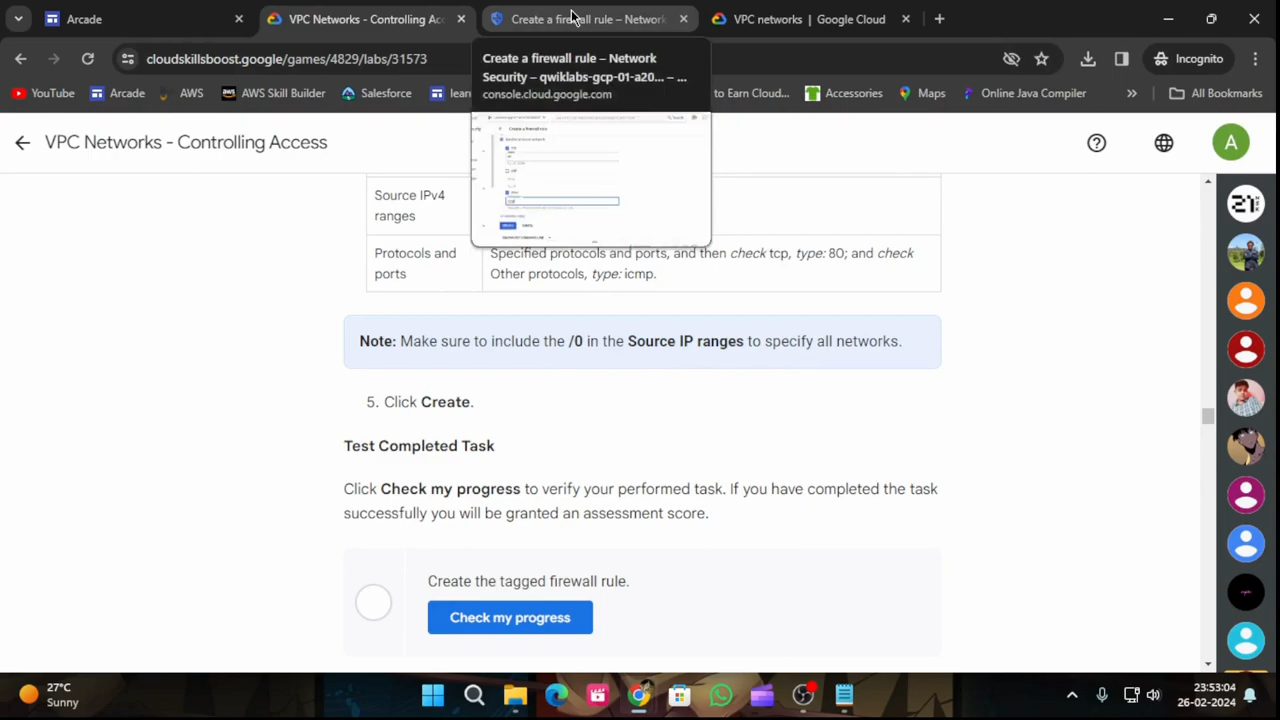 Arcade
VPC Networks - Controlling Acc
Create a firewall rule – Network
VPC networks | Google Cloud
cloudskillsboost.google/games/4829/labs/31573
Incognito
YouTube
Arcade
AWS
AWS Skill Builder
Salesforce
lear
to Earn Cloud...
Accessories
Maps
Online Java Compiler
All Bookmarks
Create a firewall rule – Network
Security – qwiklabs-gcp-01-a20... – ...
console.cloud.google.com
Create a firewall rule
VPC Networks - Controlling Access
A
Source IPv4
ranges
Protocols and
ports
Specified protocols and ports, and then check tcp, type: 80; and check
Other protocols, type: icmp.
Note: Make sure to include the /0 in the Source IP ranges to specify all networks.
5. Click Create.
Test Completed Task
Click Check my progress to verify your performed task. If you have completed the task
successfully you will be granted an assessment score.
Create the tagged firewall rule.
Check my progress
27°C
Sunny
23:53:04
26-02-2024